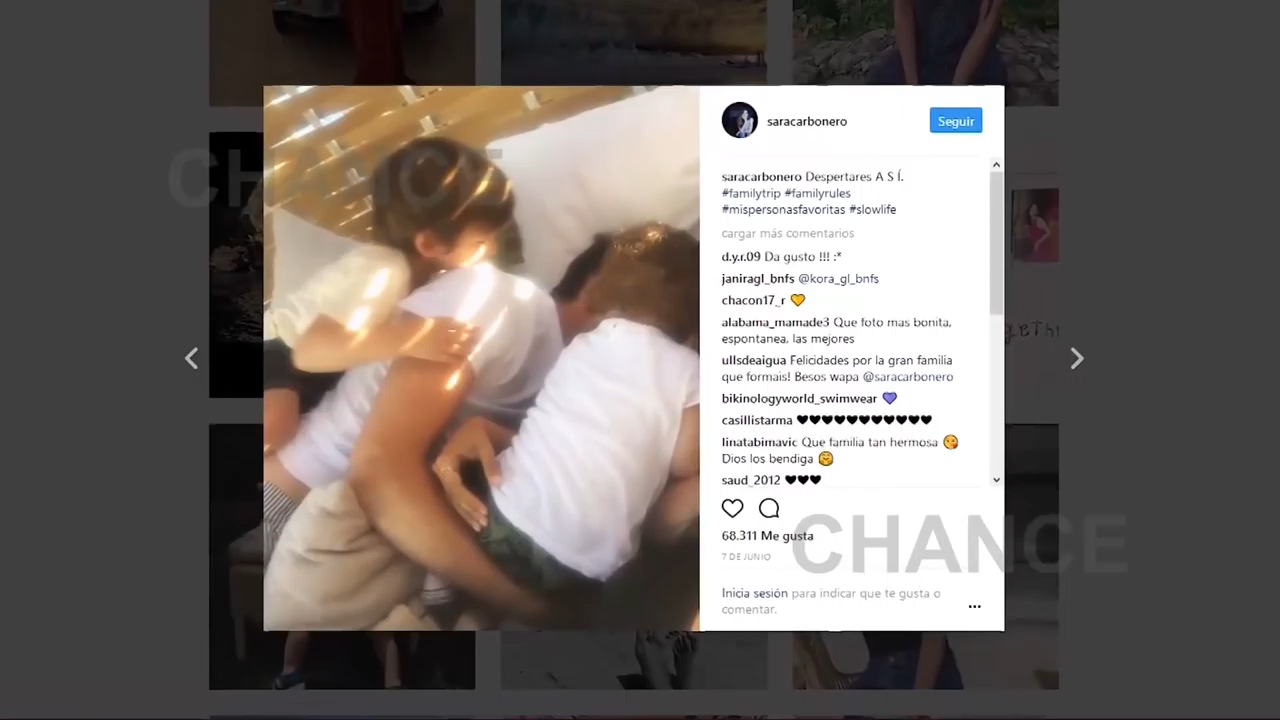 CHANCE
saracarbonero
Seguir
saracarbonero Despertares A S Í.
#familytrip #familyrules
#mispersonasfavoritas #slowlife
cargar más comentarios
d.y.r.09 Da gusto !!! :*
janiragl_bnfs @kora_gl_bnfs
chacon17_r 🧡
alabama_mamade3 Que foto mas bonita,
espontanea, las mejores
ullsdeaigua Felicidades por la gran familia
que formais! Besos wapa @saracarbonero
bikinologyworld_swimwear 💜
casillistarma ♥♥♥♥♥♥♥♥♥♥♥
linatabimavic Que familia tan hermosa 😘
Dios los bendiga 🤗
saud_2012 ♥♥♥
68.311 Me gusta
7 DE JUNIO
Inicia sesión para indicar que te gusta o
comentar.
CHANCE